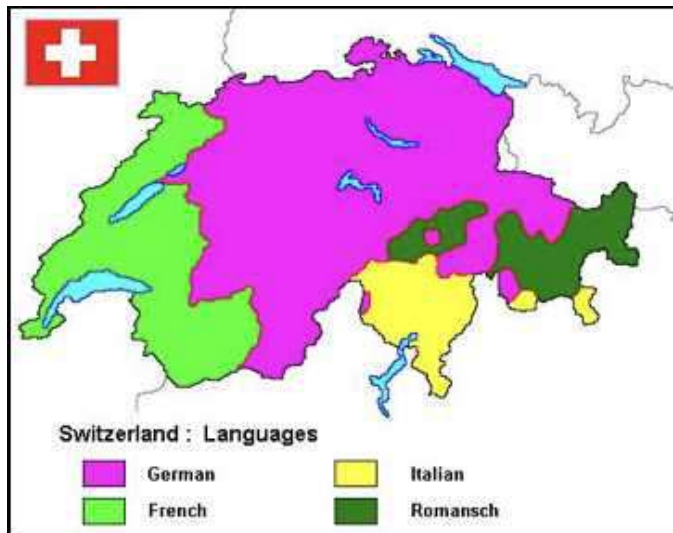 Switzerland : Languages
German
Italian
French
Romansch